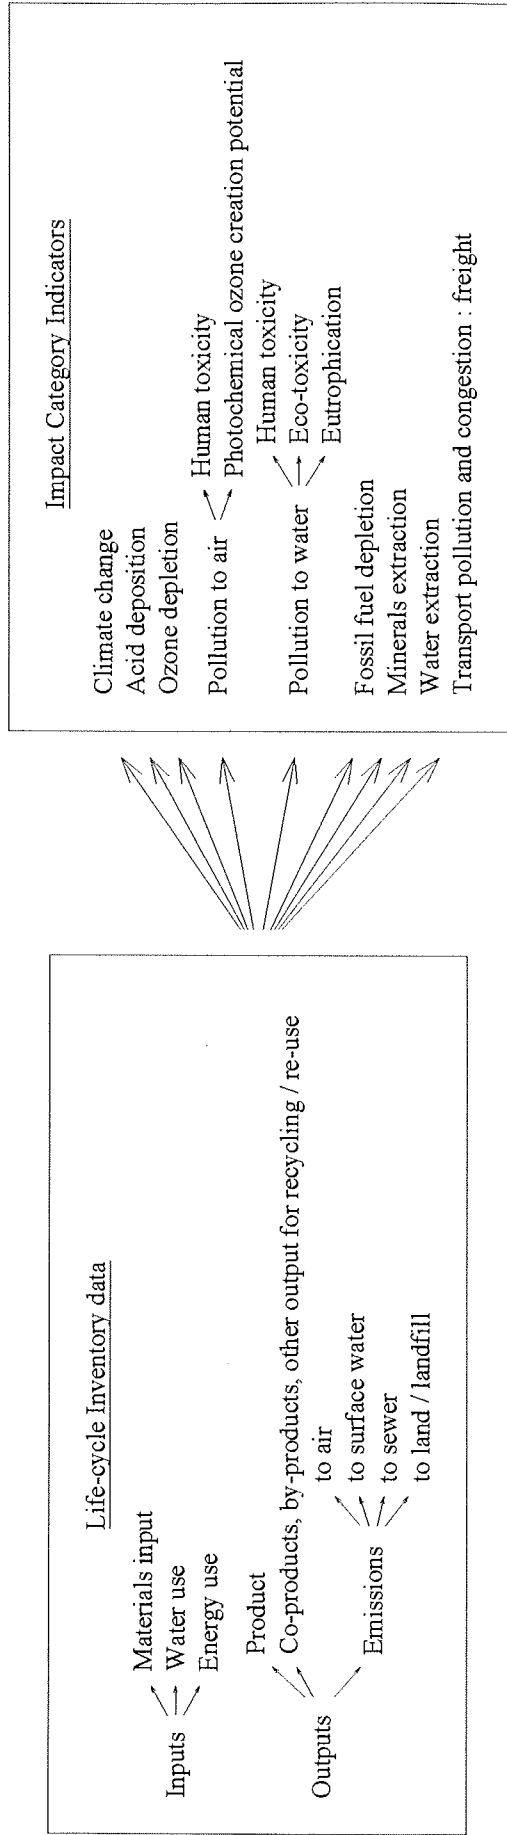 Life-cycle Inventory data
Inputs
Materials input
Water use
Energy use
Outputs
Product
Co-products, by-products, other output for recycling / re-use
Emissions
to air
to surface water
to sewer
to land / landfill
Impact Category Indicators
Climate change
Acid deposition
Ozone depletion
Pollution to air
Human toxicity
Photochemical ozone creation potential
Pollution to water
Human toxicity
Eco-toxicity
Eutrophication
Fossil fuel depletion
Minerals extraction
Water extraction
Transport pollution and congestion : freight